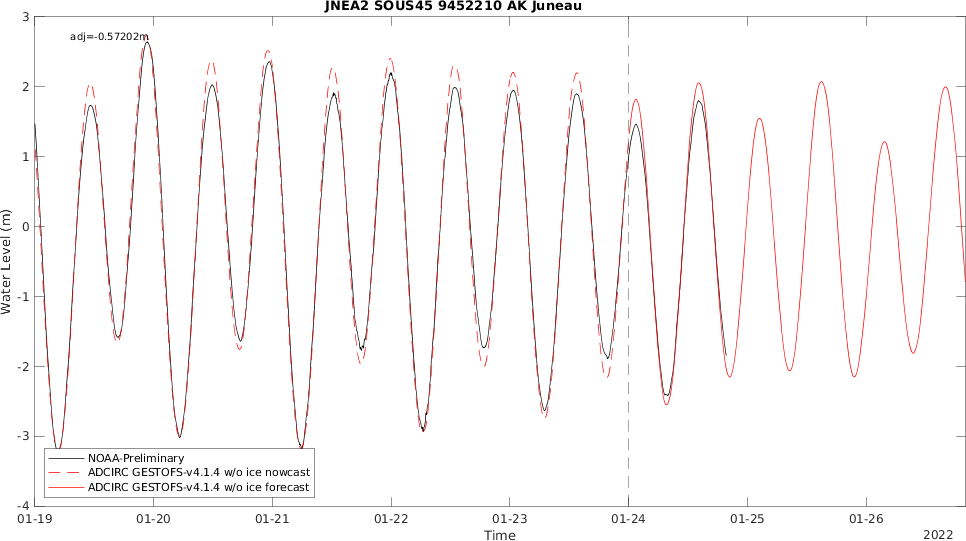 JNEA2 SOUS45 9452210 AK Juneau
adj=-0.57202m
3
2
1
0
-1
-2
-3
-4
Water Level (m)
NOAA-Preliminary
ADCIRC GESTOFS-v4.1.4 w/o ice nowcast
ADCIRC GESTOFS-v4.1.4 w/o ice forecast
01-19 01-20 01-21 01-22 01-23 01-24 01-25 01-26
Time
2022